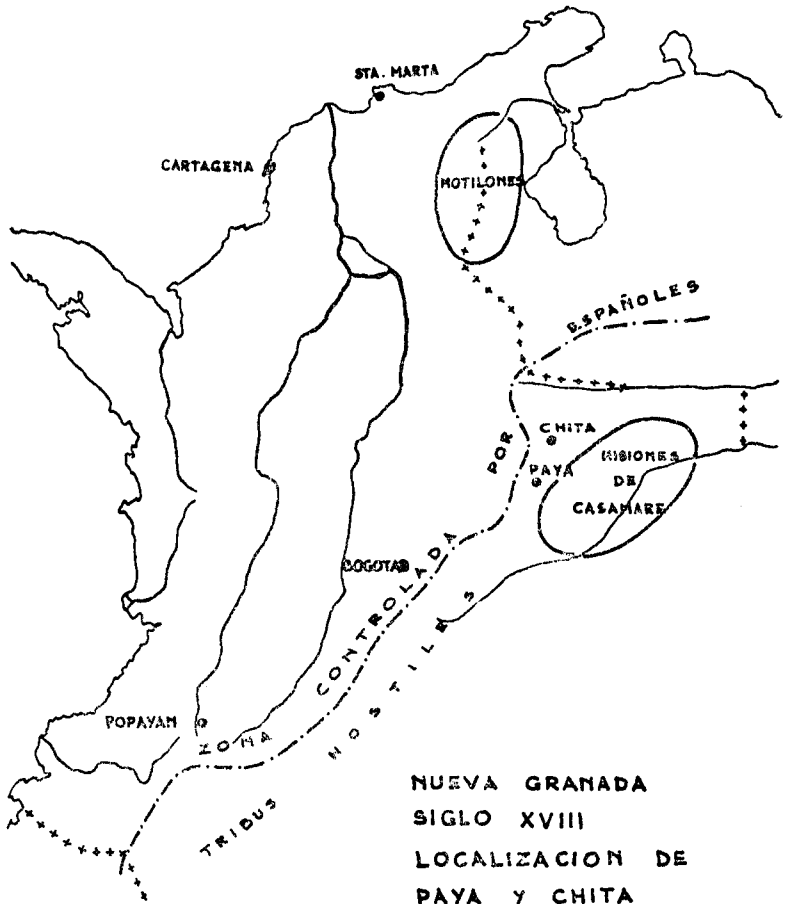 STA. MARTA
CARTAGENA
MOTILONES
ESPAÑOLES
CHITA
POR
PAYA
MISIONES
DE
CASAMARE
BOGOTA
CONTROLADA
HOSTILES
POPAYAN
ZONA
TRIBUS
NUEVA GRANADA
SIGLO XVIII
LOCALIZACION DE
PAYA Y CHITA